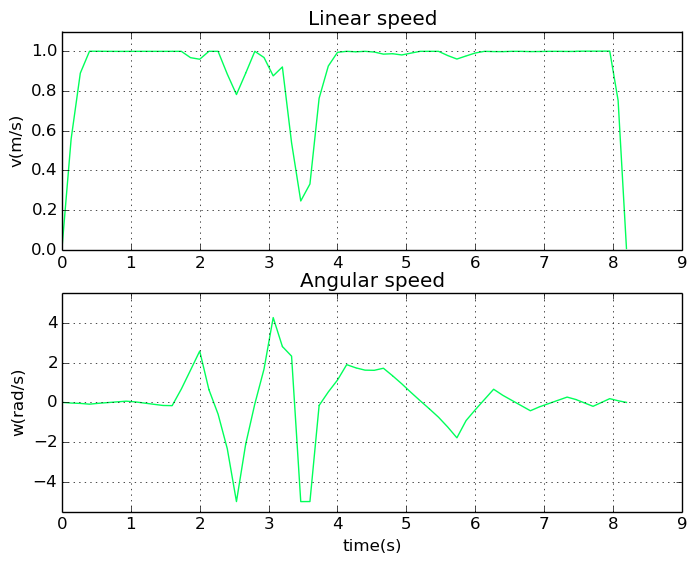 Linear speed
1.0
0.8
0.6
0.4
0.2
0.0
v(m/s)
0 1 2 3 4 5 6 7 8 9
Angular speed
4
2
0
−2
−4
w(rad/s)
0 1 2 3 4 5 6 7 8 9
time(s)